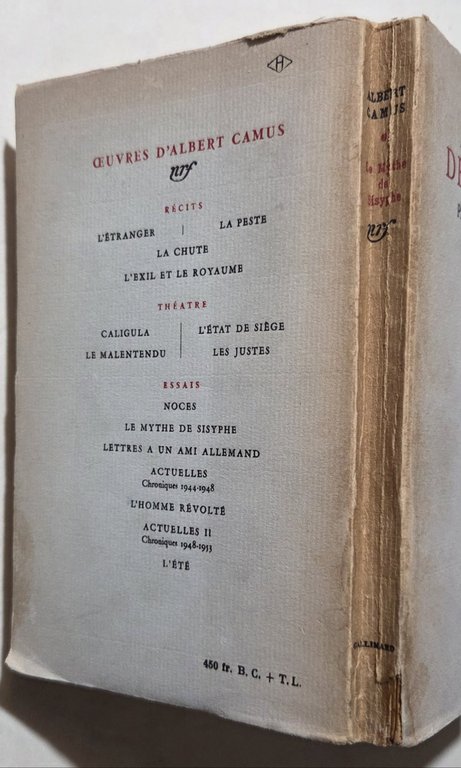 H
ŒUVRES D'ALBERT CAMUS
nrf
RÉCITS
L'ÉTRANGER | LA PESTE
LA CHUTE
L'EXIL ET LE ROYAUME
THÉATRE
CALIGULA | L'ÉTAT DE SIÈGE
LE MALENTENDU | LES JUSTES
ESSAIS
NOCES
LE MYTHE DE SISYPHE
LETTRES A UN AMI ALLEMAND
ACTUELLES
Chroniques 1944-1948
L'HOMME RÉVOLTÉ
ACTUELLES II
Chroniques 1948-1953
L'ÉTÉ
450 fr. B. C. + T. L.
ALBERT
CAMUS
Le Mythe
de
Sisyphe
nrf
GALLIMARD
DE